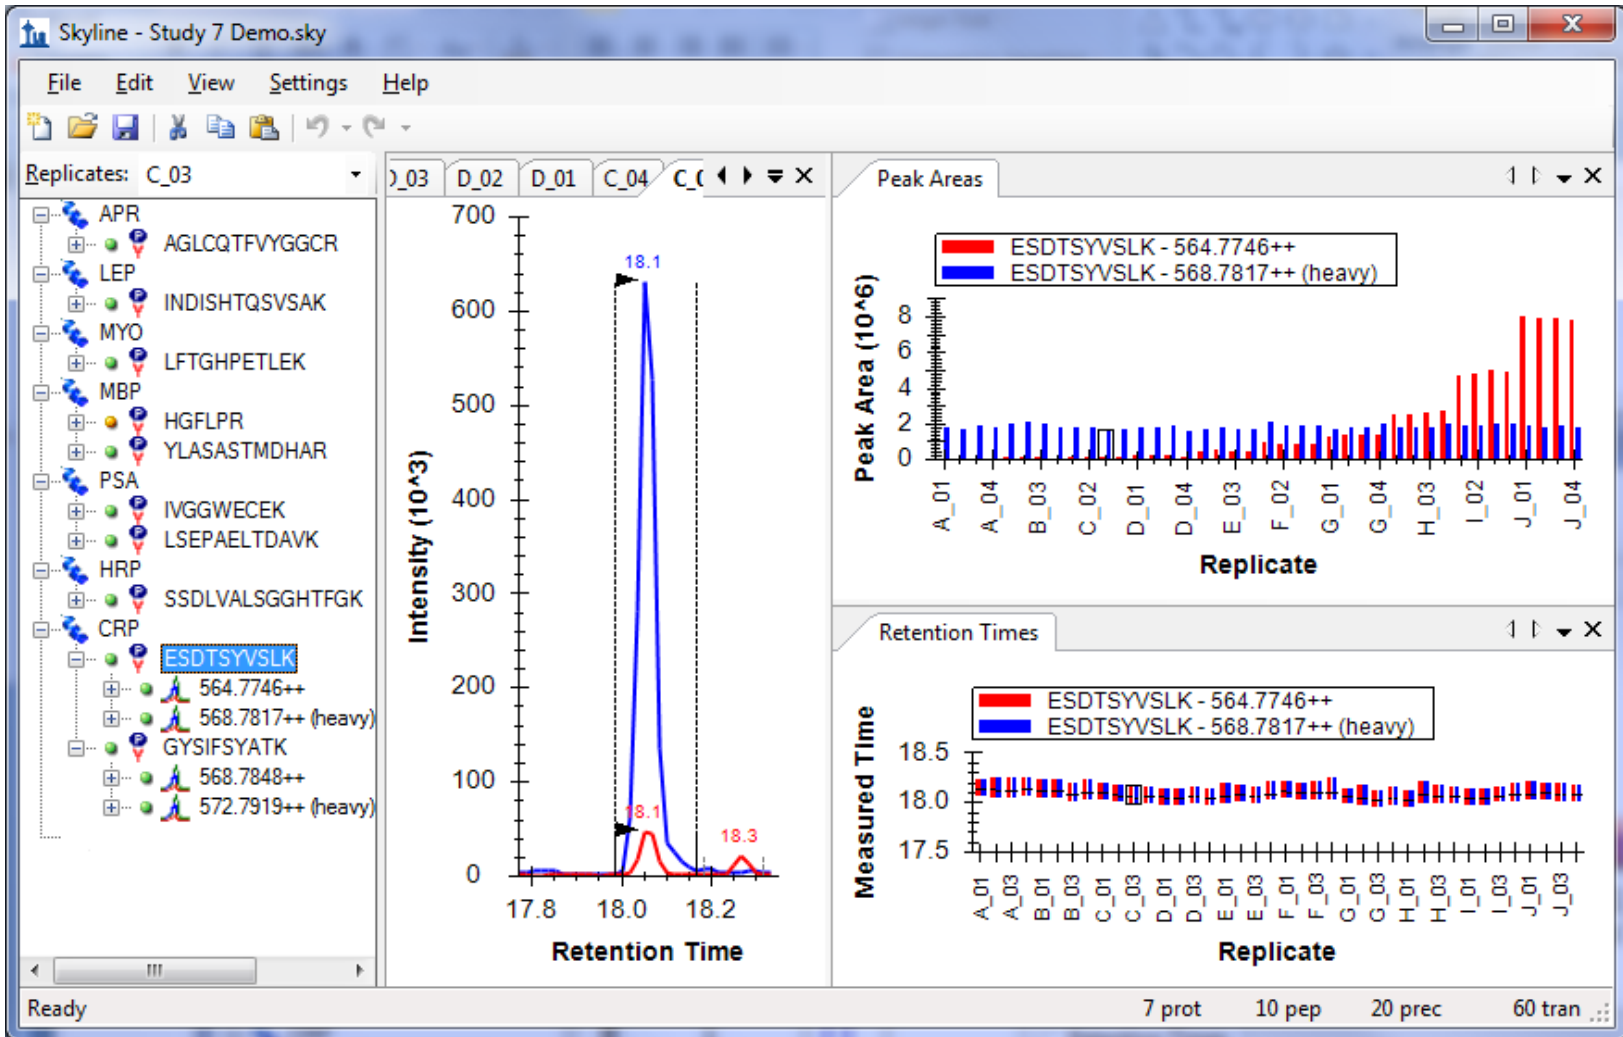 Skyline - Study 7 Demo.sky
File Edit View Settings Help
Replicates: C_03
APR
AGLCQTFVYGGCR
LEP
INDISHTQSVSAK
MYO
LFTGHPETLEK
MBP
HGFLPR
YLASASTMDHAR
PSA
IVGGWECEK
LSEPAELTDAVK
HRP
SSDLVALSGGHTFGK
CRP
ESDTSYVSLK
564.7746++
568.7817++ (heavy)
GYSIFSYATK
568.7848++
572.7919++ (heavy)
D_03 D_02 D_01 C_04 C_0
Intensity (10^3)
700
600
500
400
300
200
100
0
18.1
18.1
18.3
17.8 18.0 18.2
Retention Time
Peak Areas
ESDTSYVSLK - 564.7746++
ESDTSYVSLK - 568.7817++ (heavy)
Peak Area (10^6)
8
6
4
2
0
A_01 A_04 B_03 C_02 D_01 D_04 E_03 F_02 G_01 G_04 H_03 I_02 J_01 J_04
Replicate
Retention Times
ESDTSYVSLK - 564.7746++
ESDTSYVSLK - 568.7817++ (heavy)
Measured Time
18.5
18.0
17.5
A_01 A_03 B_01 B_03 C_01 C_03 D_01 D_03 E_01 E_03 F_01 F_03 G_01 G_03 H_01 H_03 I_01 I_03 J_01 J_03
Replicate
Ready 7 prot 10 pep 20 prec 60 tran